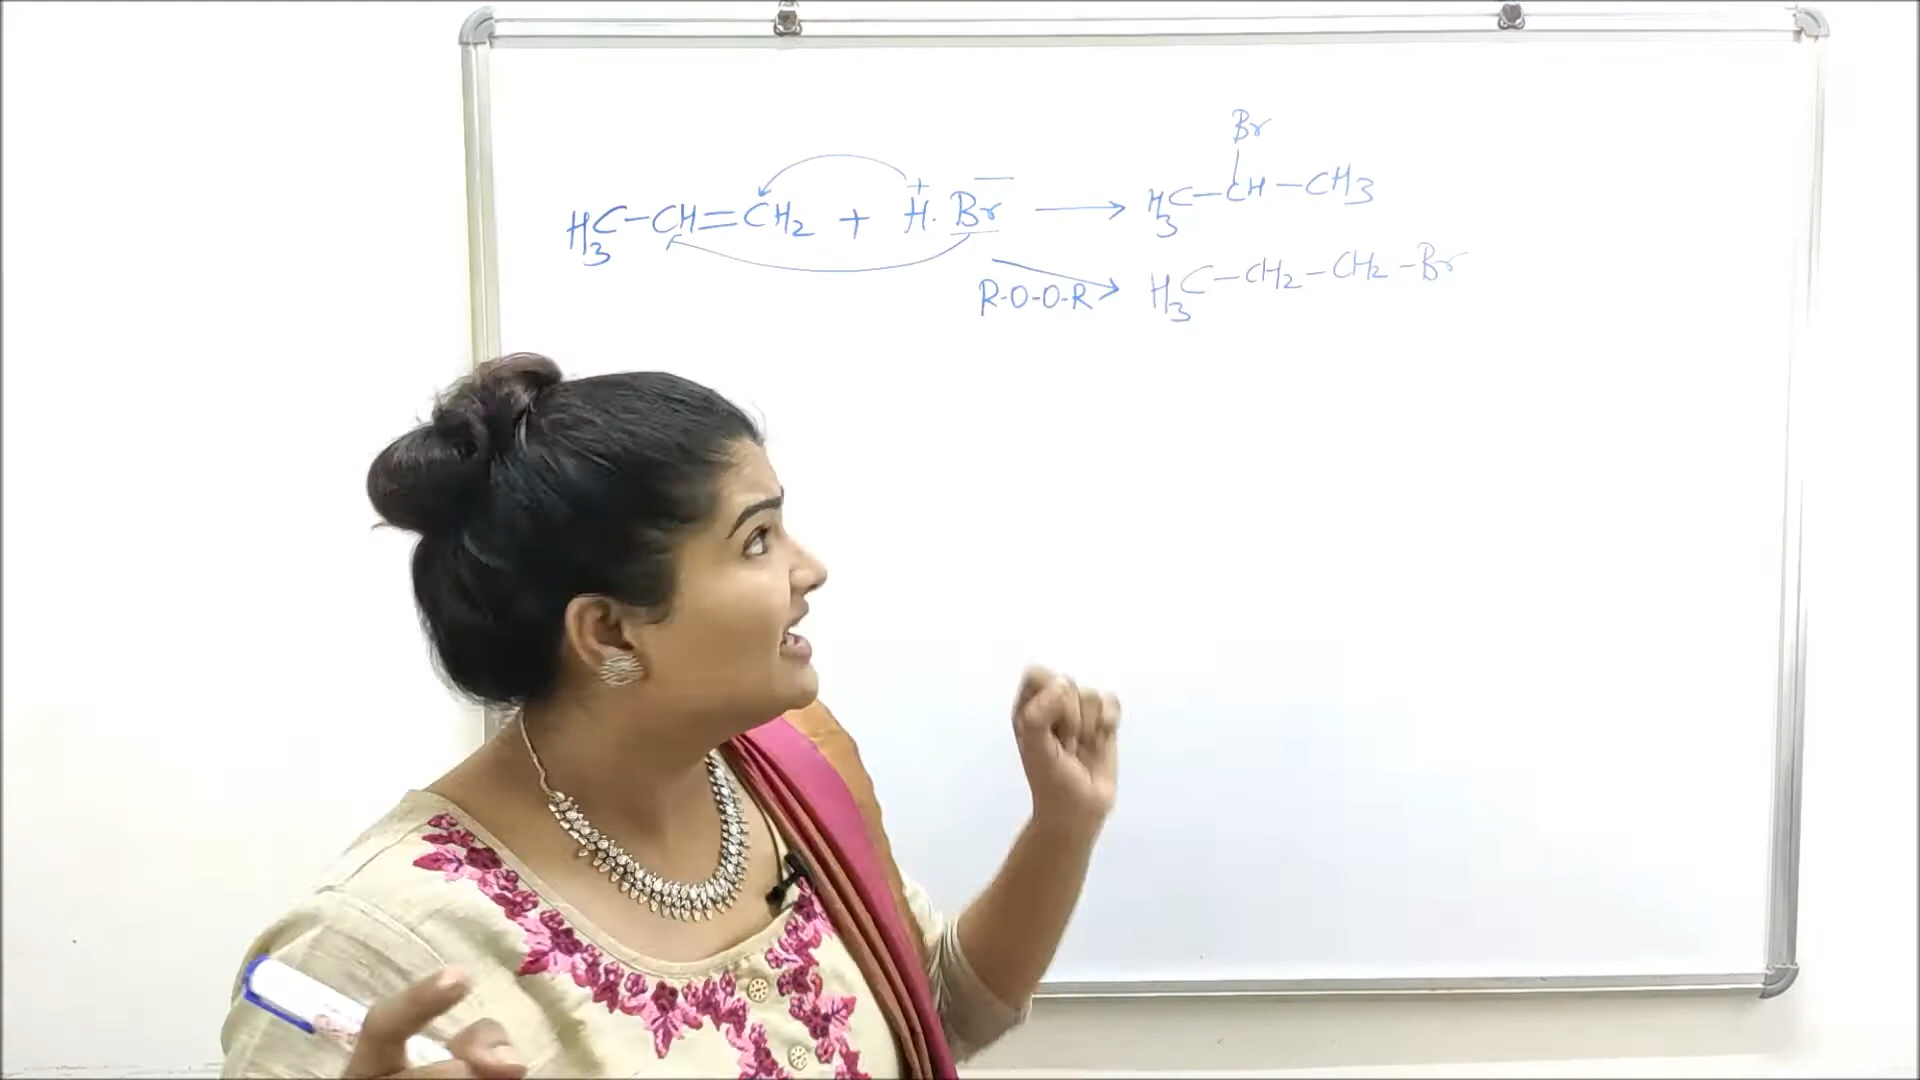 Br
H3C-CH=CH2 + H+ . Br- → H3C-CH-CH3
R-O-O-R → H3C-CH2-CH2-Br